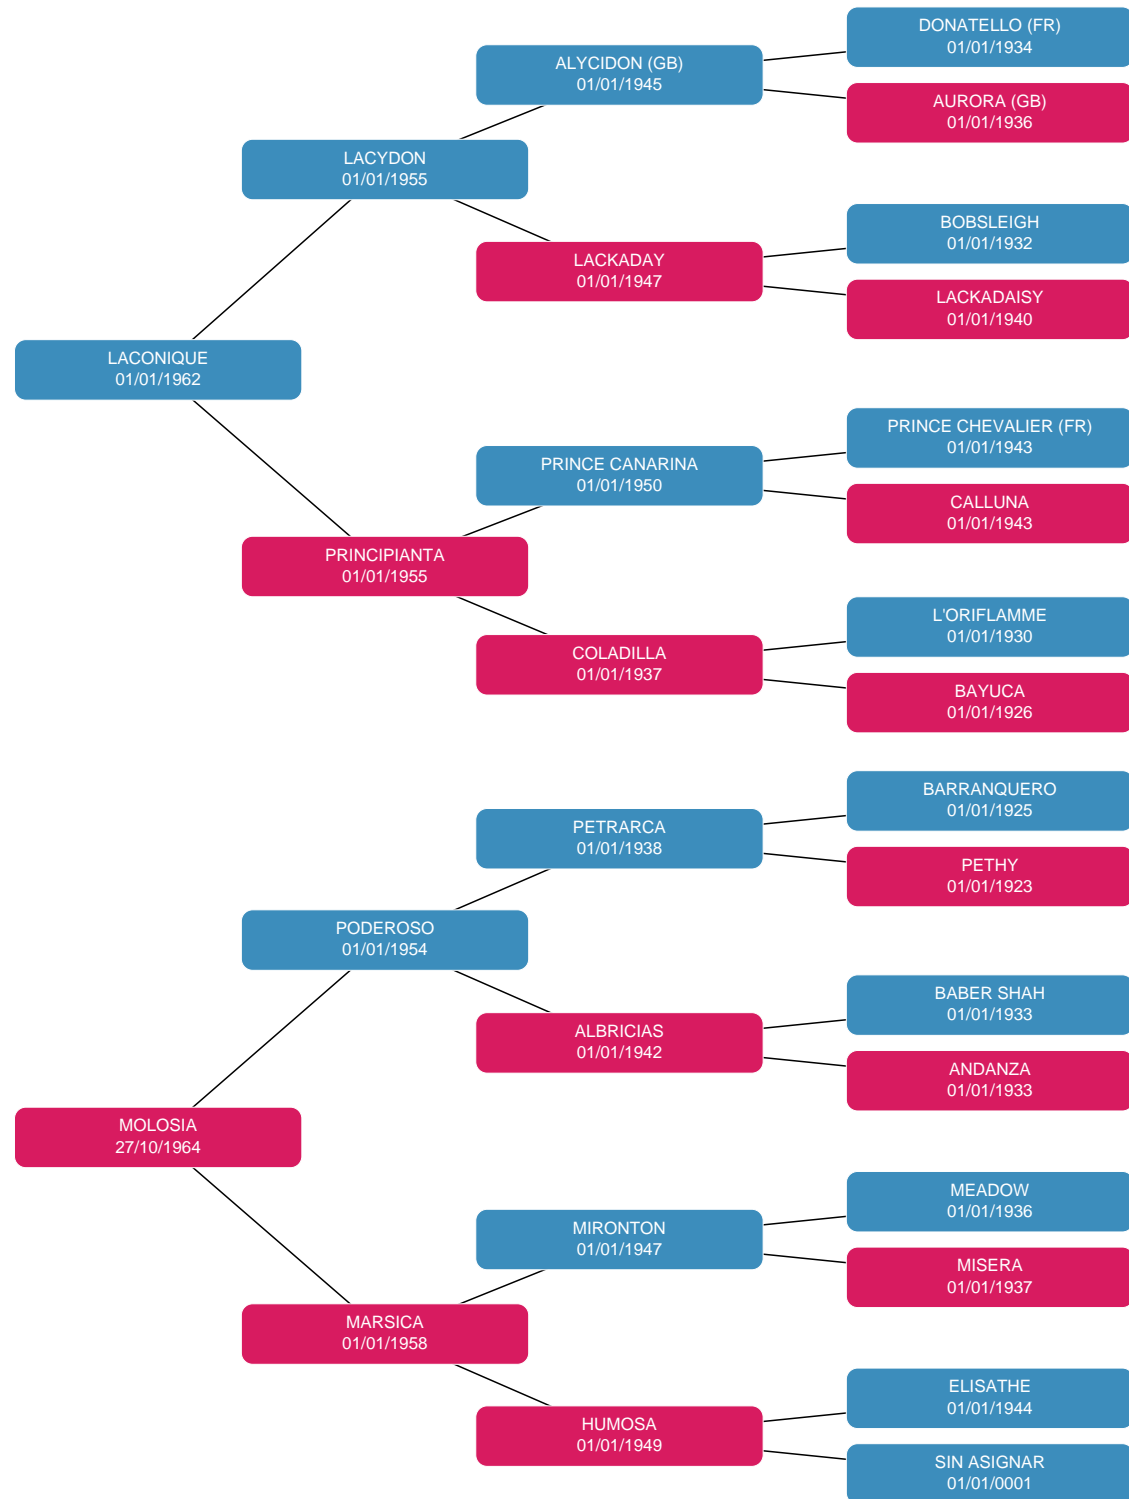 DONATELLO (FR)
01/01/1934
ALYCIDON (GB)
01/01/1945
AURORA (GB)
01/01/1936
LACYDON
01/01/1955
BOBSLEIGH
01/01/1932
LACKADAY
01/01/1947
LACKADAISY
01/01/1940
LACONIQUE
01/01/1962
PRINCE CHEVALIER (FR)
01/01/1943
PRINCE CANARINA
01/01/1950
CALLUNA
01/01/1943
PRINCIPIANTA
01/01/1955
L'ORIFLAMME
01/01/1930
COLADILLA
01/01/1937
BAYUCA
01/01/1926
BARRANQUERO
01/01/1925
PETRARCA
01/01/1938
PETHY
01/01/1923
PODEROSO
01/01/1954
BABER SHAH
01/01/1933
ALBRICIAS
01/01/1942
ANDANZA
01/01/1933
MOLOSIA
27/10/1964
MEADOW
01/01/1936
MIRONTON
01/01/1947
MISERA
01/01/1937
MARSICA
01/01/1958
ELISATHE
01/01/1944
HUMOSA
01/01/1949
SIN ASIGNAR
01/01/0001